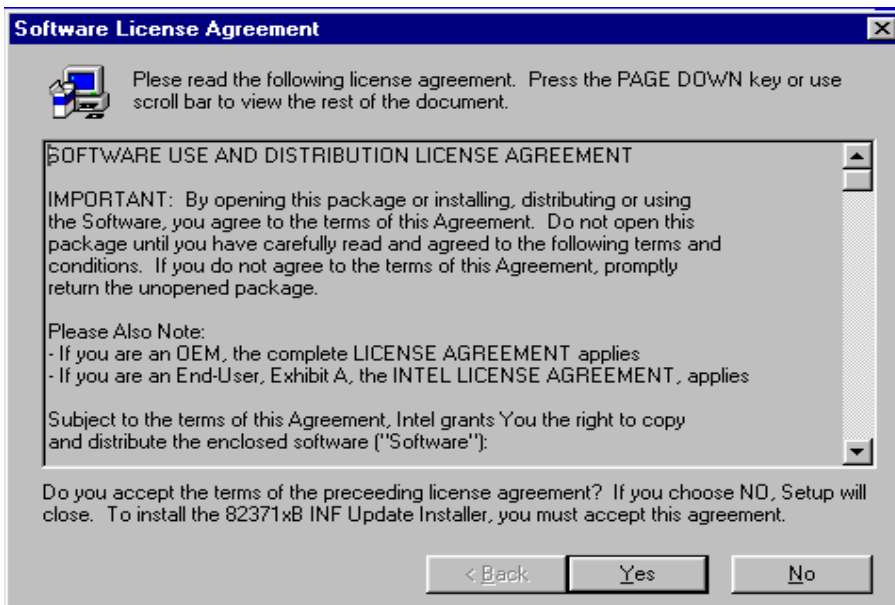 Software License Agreement
Plese read the following license agreement. Press the PAGE DOWN key or use
scroll bar to view the rest of the document.
SOFTWARE USE AND DISTRIBUTION LICENSE AGREEMENT
IMPORTANT: By opening this package or installing, distributing or using
the Software, you agree to the terms of this Agreement. Do not open this
package until you have carefully read and agreed to the following terms and
conditions. If you do not agree to the terms of this Agreement, promptly
return the unopened package.
Please Also Note:
- If you are an OEM, the complete LICENSE AGREEMENT applies
- If you are an End-User, Exhibit A, the INTEL LICENSE AGREEMENT, applies
Subject to the terms of this Agreement, Intel grants You the right to copy
and distribute the enclosed software ("Software"):
Do you accept the terms of the preceeding license agreement? If you choose NO, Setup will
close. To install the 82371xB INF Update Installer, you must accept this agreement.
< Back Yes No